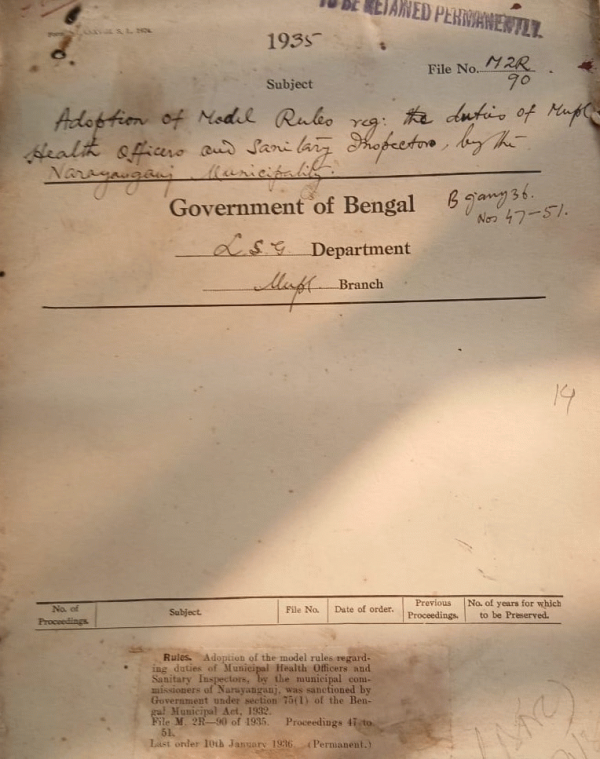 TO BE RETAINED PERMANENTLY.
1935
File No. M2R
90
Subject
Adoption of Model Rules reg: the duties of Mupl
Health Officers and Sanitary Inspectors, by the
Narayanganj Municipality.
Government of Bengal
B Jany 36.
Nos 47-51.
L.S.G Department
Mupl Branch
14
No. of Proceedings.
Subject.
File No.
Date of order.
Previous Proceedings.
No. of years for which to be Preserved.
Rules. Adoption of the model rules regard-
ing duties of Municipal Health Officers and
Sanitary Inspectors, by the municipal com-
missioners of Narayanganj, was sanctioned by
Government under section 75(1) of the Ben-
gal Municipal Act, 1932.
File M. 2R—90 of 1935. Proceedings 47 to
51.
Last order 10th January 1936. (Permanent.)